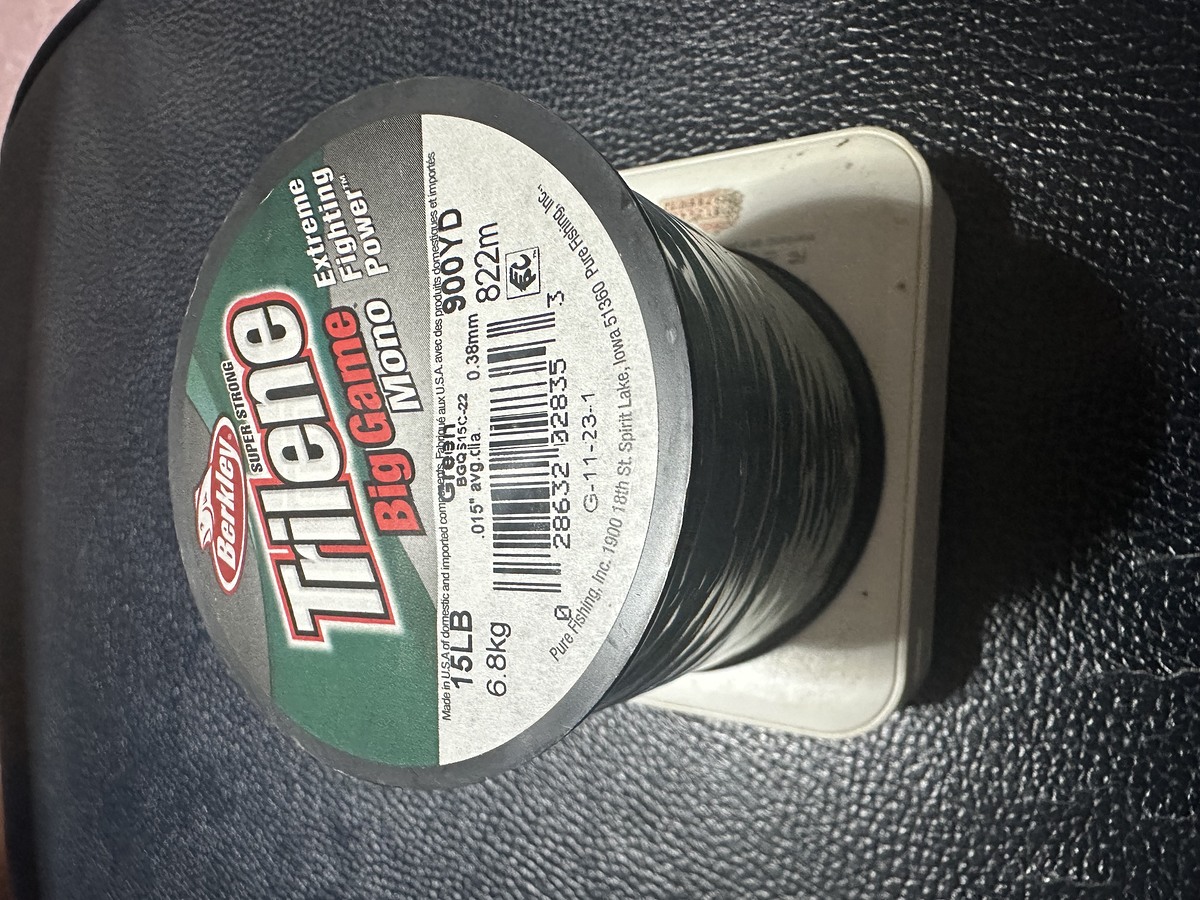 Berkley
SUPER STRONG
Trilene
Big Game
Mono
Extreme
Fighting
Power™
Made in U.S.A of domestic and imported components. Fabriqué aux U.S.A. avec des produits domestiques et importés
15LB Green 900YD
BGQS15C-22
6.8kg .015" avg.dia. 0.38mm 822m
0 28632 02835 3
G-11-23-1
Pure Fishing, Inc. 1900 18th St. Spirit Lake, Iowa 51360 Pure Fishing, Inc.,